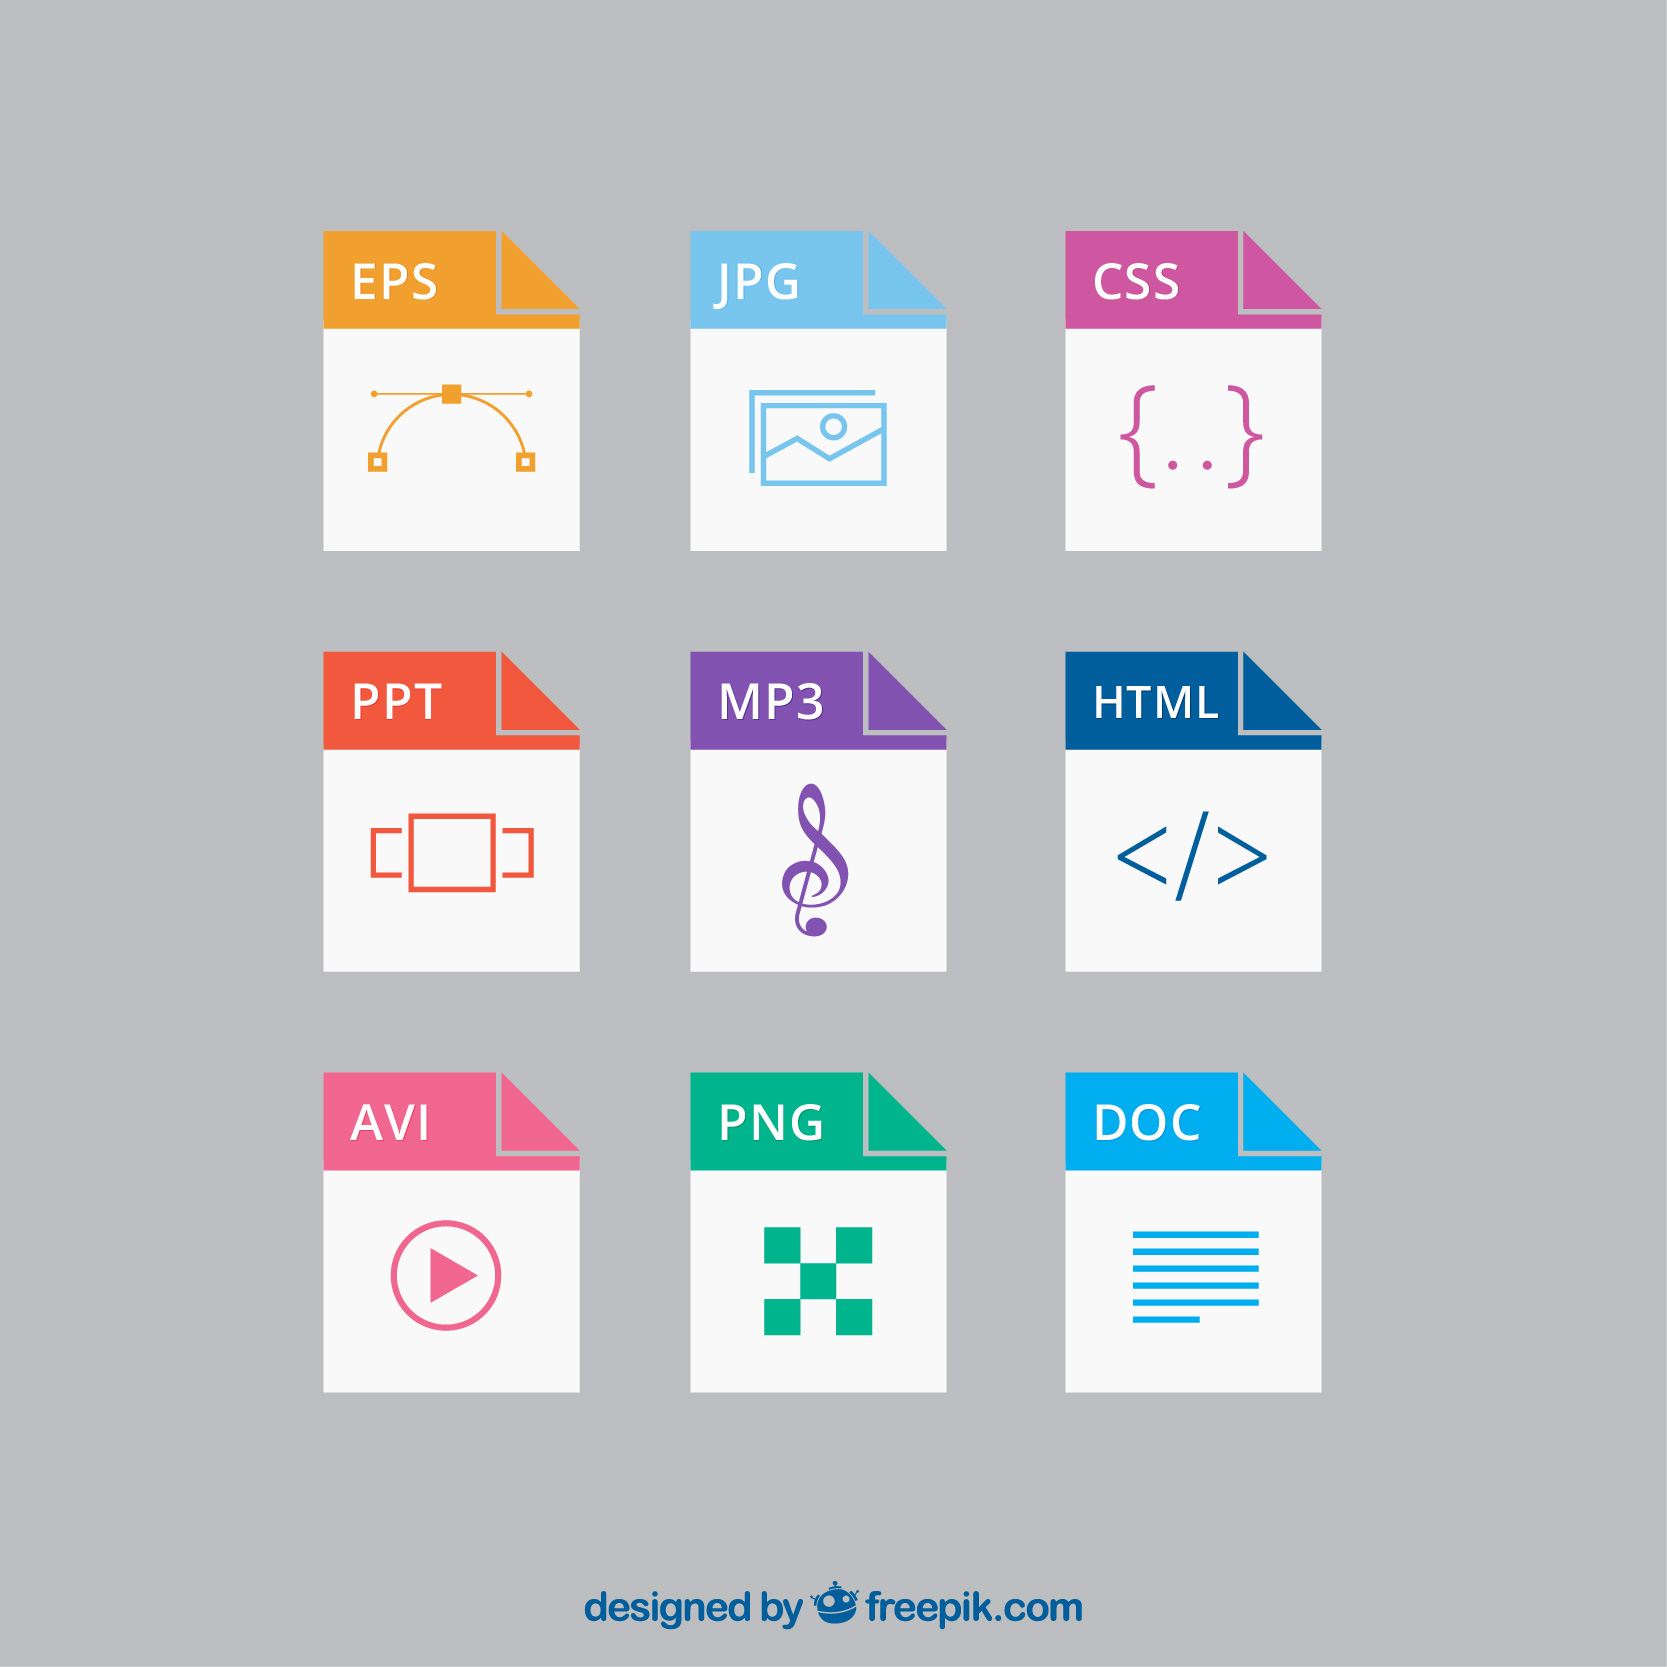 EPS
JPG
CSS
{..}
PPT
MP3
HTML
</>
AVI
PNG
DOC
designed by freepik.com